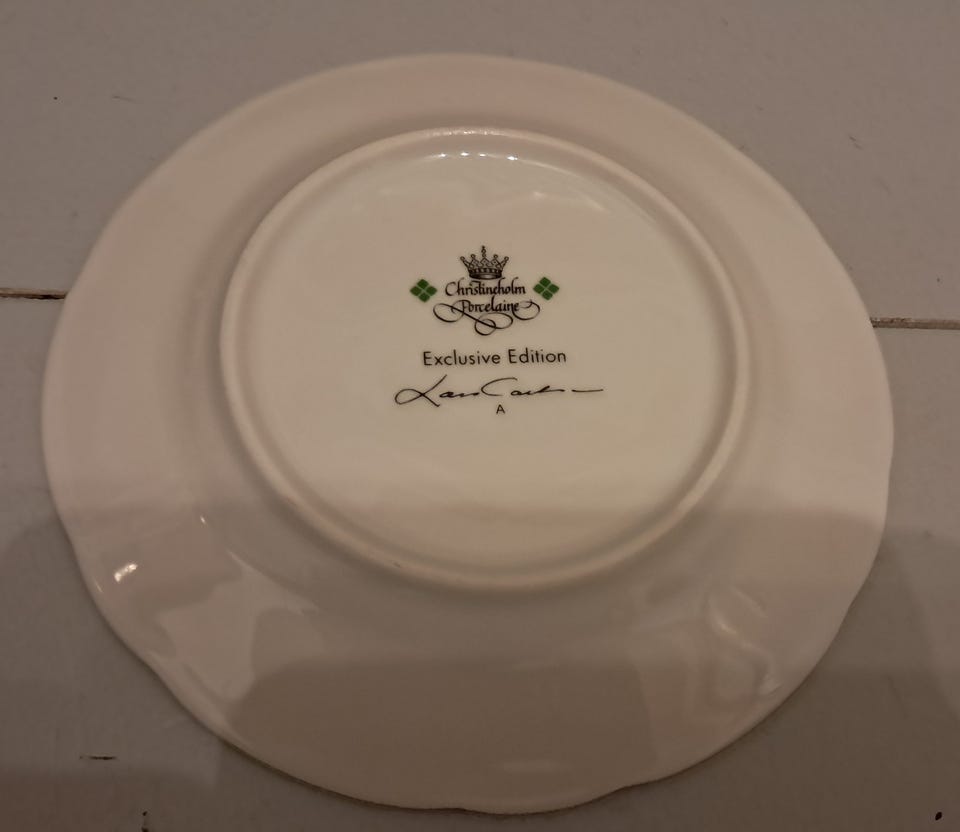 Christineholm
Porcelaine
Exclusive Edition
A